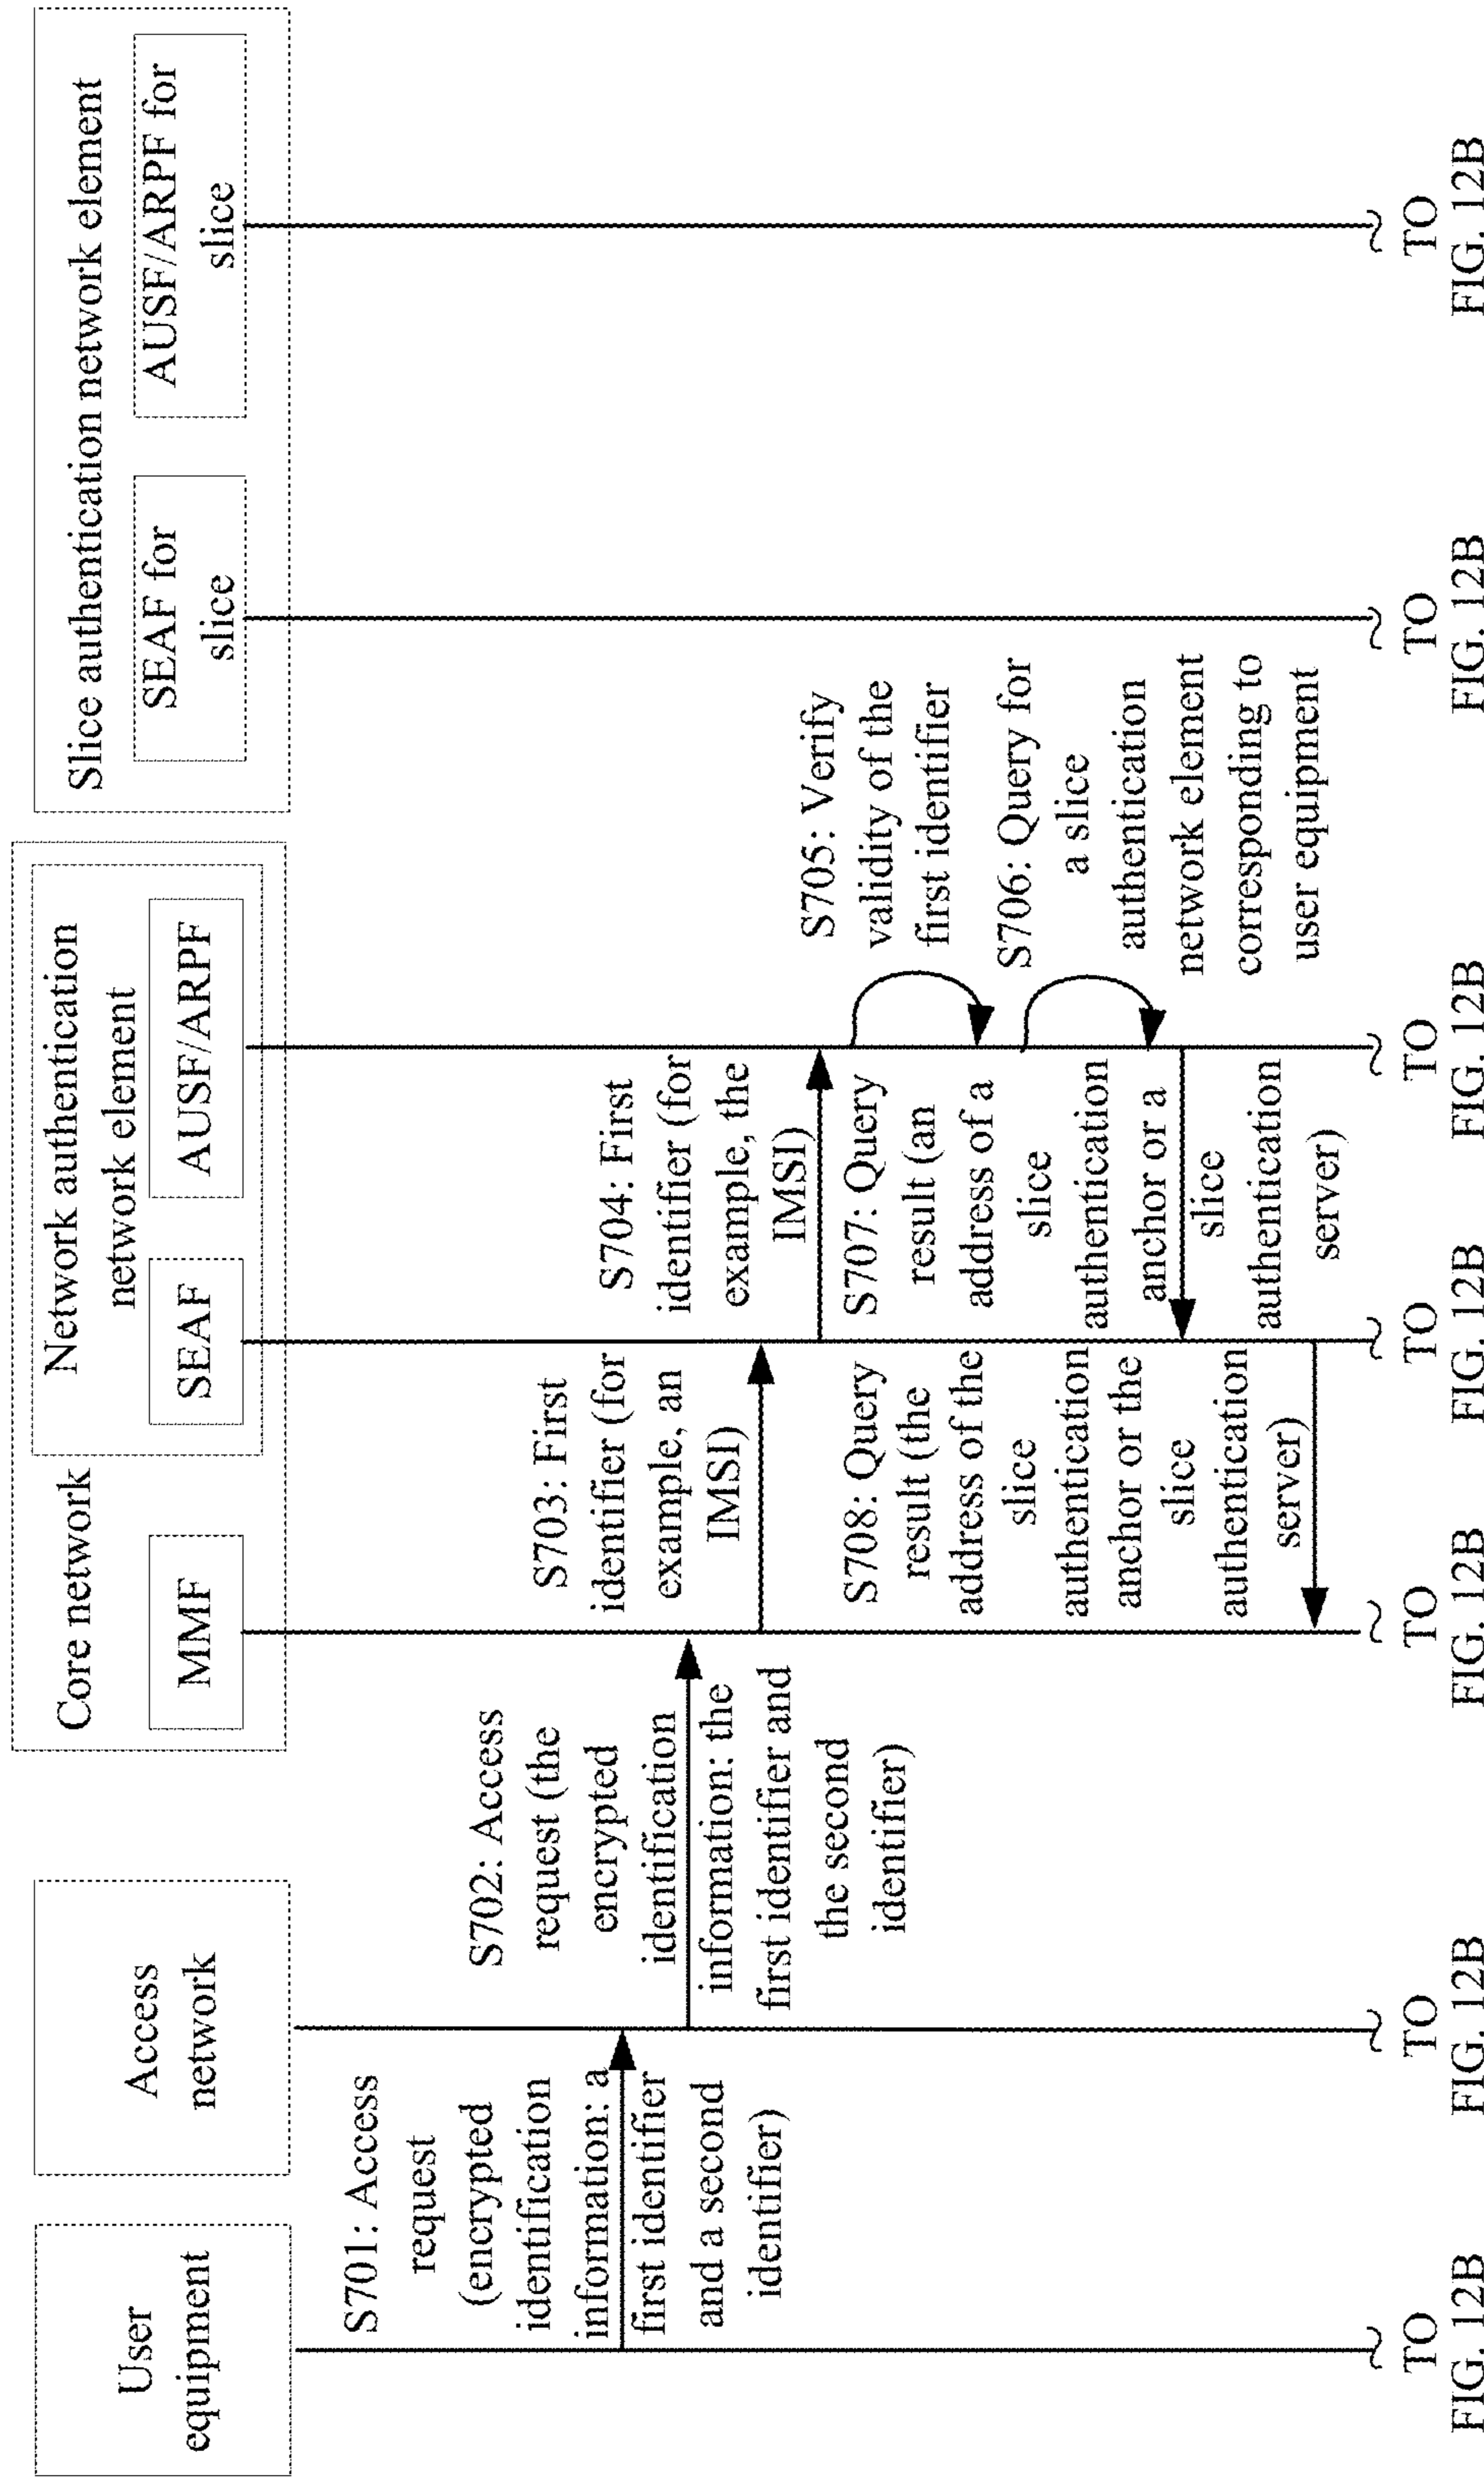 User
equipment
Access
network
Core network
MMF
Network authentication
network element
SEAF
AUSF/ARPF
Slice authentication network element
SEAF for
slice
AUSF/ARPF for
slice
S701: Access
request
(encrypted
identification
information: a
first identifier
and a second
identifier)
S702: Access
request (the
encrypted
identification
information: the
first identifier and
the second
identifier)
S703: First
identifier (for
example, an
IMSI)
S704: First
identifier (for
example, the
IMSI)
S705: Verify
validity of the
first identifier
S706: Query for
a slice
authentication
network element
corresponding to
user equipment
S707: Query
result (an
address of a
slice
authentication
anchor or a
slice
authentication
server)
S708: Query
result (the
address of the
slice
authentication
anchor or the
slice
authentication
server)
TO
FIG. 12B
TO
FIG. 12B
TO
FIG. 12B
TO
FIG. 12B
TO
FIG. 12B
TO
FIG. 12B
TO
FIG. 12B